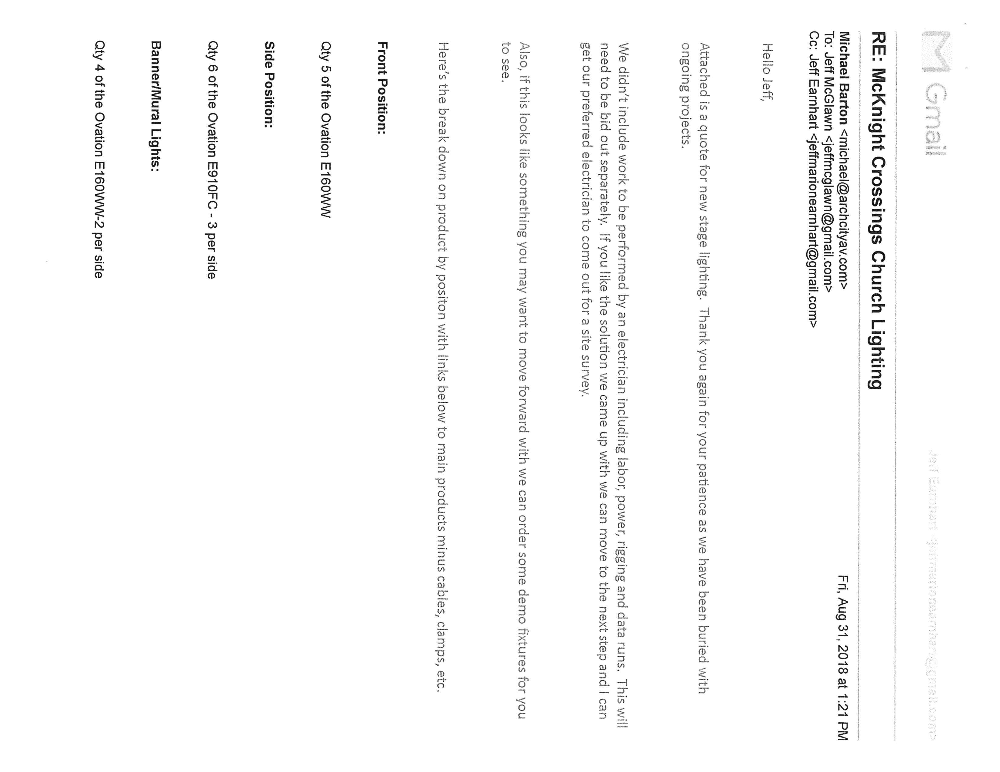 Gmail
Jeff Earnhart <jeffmarionearnhart@gmail.com>
RE: McKnight Crossings Church Lighting
Michael Barton <michael@archcityav.com>
Fri, Aug 31, 2018 at 1:21 PM
To: Jeff McGlawn <jeffmcglawn@gmail.com>
Cc: Jeff Earnhart <jeffmarionearnhart@gmail.com>
Hello Jeff,
Attached is a quote for new stage lighting.  Thank you again for your patience as we have been buried with
ongoing projects.
We didn't include work to be performed by an electrician including labor, power, rigging and data runs.  This will
need to be bid out separately.  If you like the solution we came up with we can move to the next step and I can
get our preferred electrician to come out for a site survey.
Also, if this looks like something you may want to move forward with we can order some demo fixtures for you
to see.
Here's the break down on product by positon with links below to main products minus cables, clamps, etc.
Front Position:
Qty 5 of the Ovation E160WW
Side Position:
Qty 6 of the Ovation E910FC - 3 per side
Banner/Mural Lights:
Qty 4 of the Ovation E160WW-2 per side